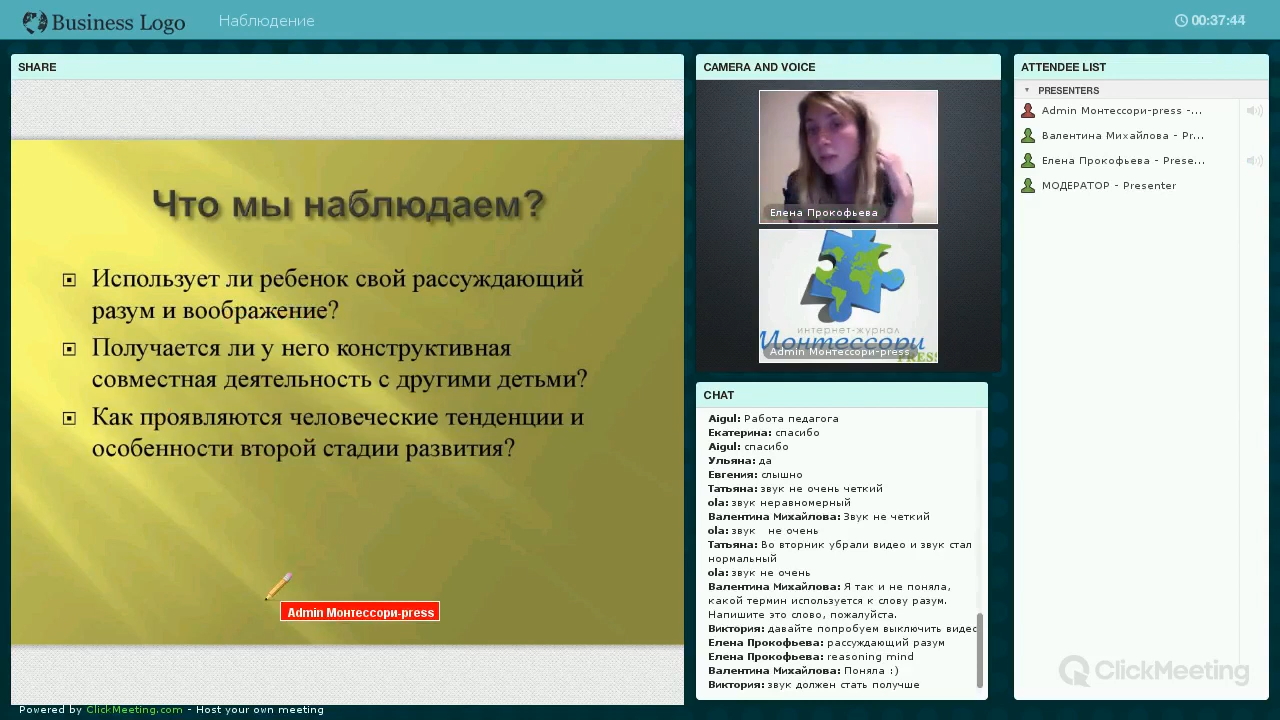 Business Logo
Наблюдение
00:37:44
SHARE
Что мы наблюдаем?
Использует ли ребенок свой рассуждающий
разум и воображение?
Получается ли у него конструктивная
совместная деятельность с другими детьми?
Как проявляются человеческие тенденции и
особенности второй стадии развития?
Admin Монтессори-press
CAMERA AND VOICE
Елена Прокофьева
интернет-журнал
Монтессори
PRESS
Admin Монтессори-press
CHAT
Aigul: Работа педагога
Екатерина: спасибо
Aigul: спасибо
Ульяна: да
Евгения: слышно
Татьяна: звук не очень четкий
ola: звук неравномерный
Валентина Михайлова: Звук не четкий
ola: звук не очень
Татьяна: Во вторник убрали видео и звук стал
нормальный
ola: звук не очень
Валентина Михайлова: Я так и не поняла,
какой термин используется к слову разум.
Напишите это слово, пожалуйста.
Виктория: давайте попробуем выключить видео
Елена Прокофьева: рассуждающий разум
Елена Прокофьева: reasoning mind
Валентина Михайлова: Поняла :)
Виктория: звук должен стать получше
ATTENDEE LIST
PRESENTERS
Admin Монтессори-press -...
Валентина Михайлова - Pr...
Елена Прокофьева - Prese...
МОДЕРАТОР - Presenter
ClickMeeting
Powered by ClickMeeting.com - Host your own meeting